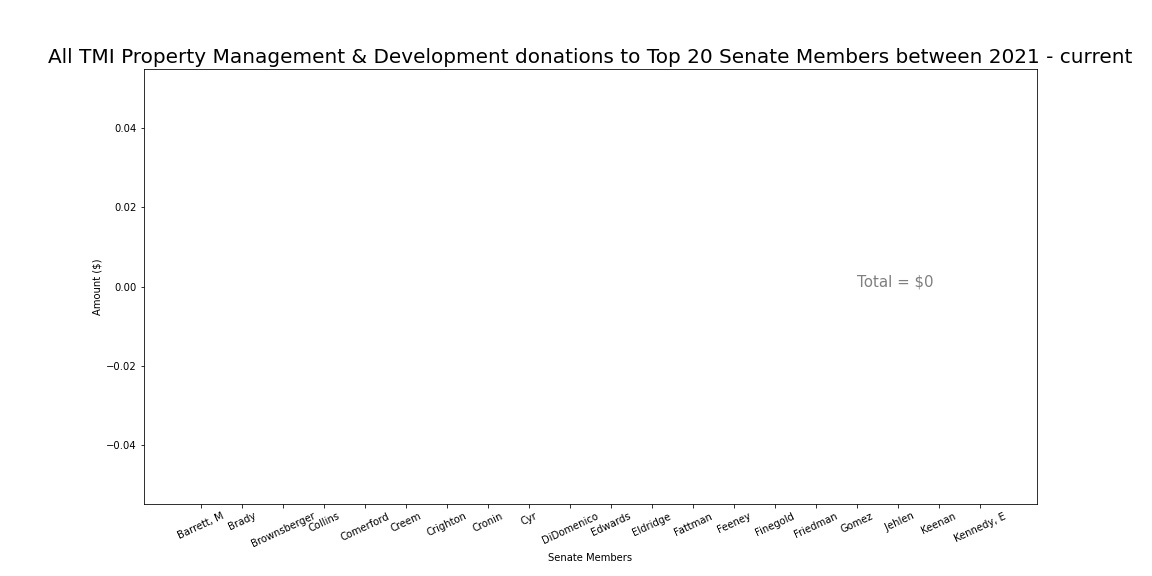 All TMI Property Management & Development donations to Top 20 Senate Members between 2021 - current
0.04
0.02
0.00
−0.02
−0.04
Amount ($)
Total = $0
Barrett, M
Brady
Brownsberger
Collins
Comerford
Creem
Crighton
Cronin
Cyr
DiDomenico
Edwards
Eldridge
Fattman
Feeney
Finegold
Friedman
Gomez
Jehlen
Keenan
Kennedy, E
Senate Members